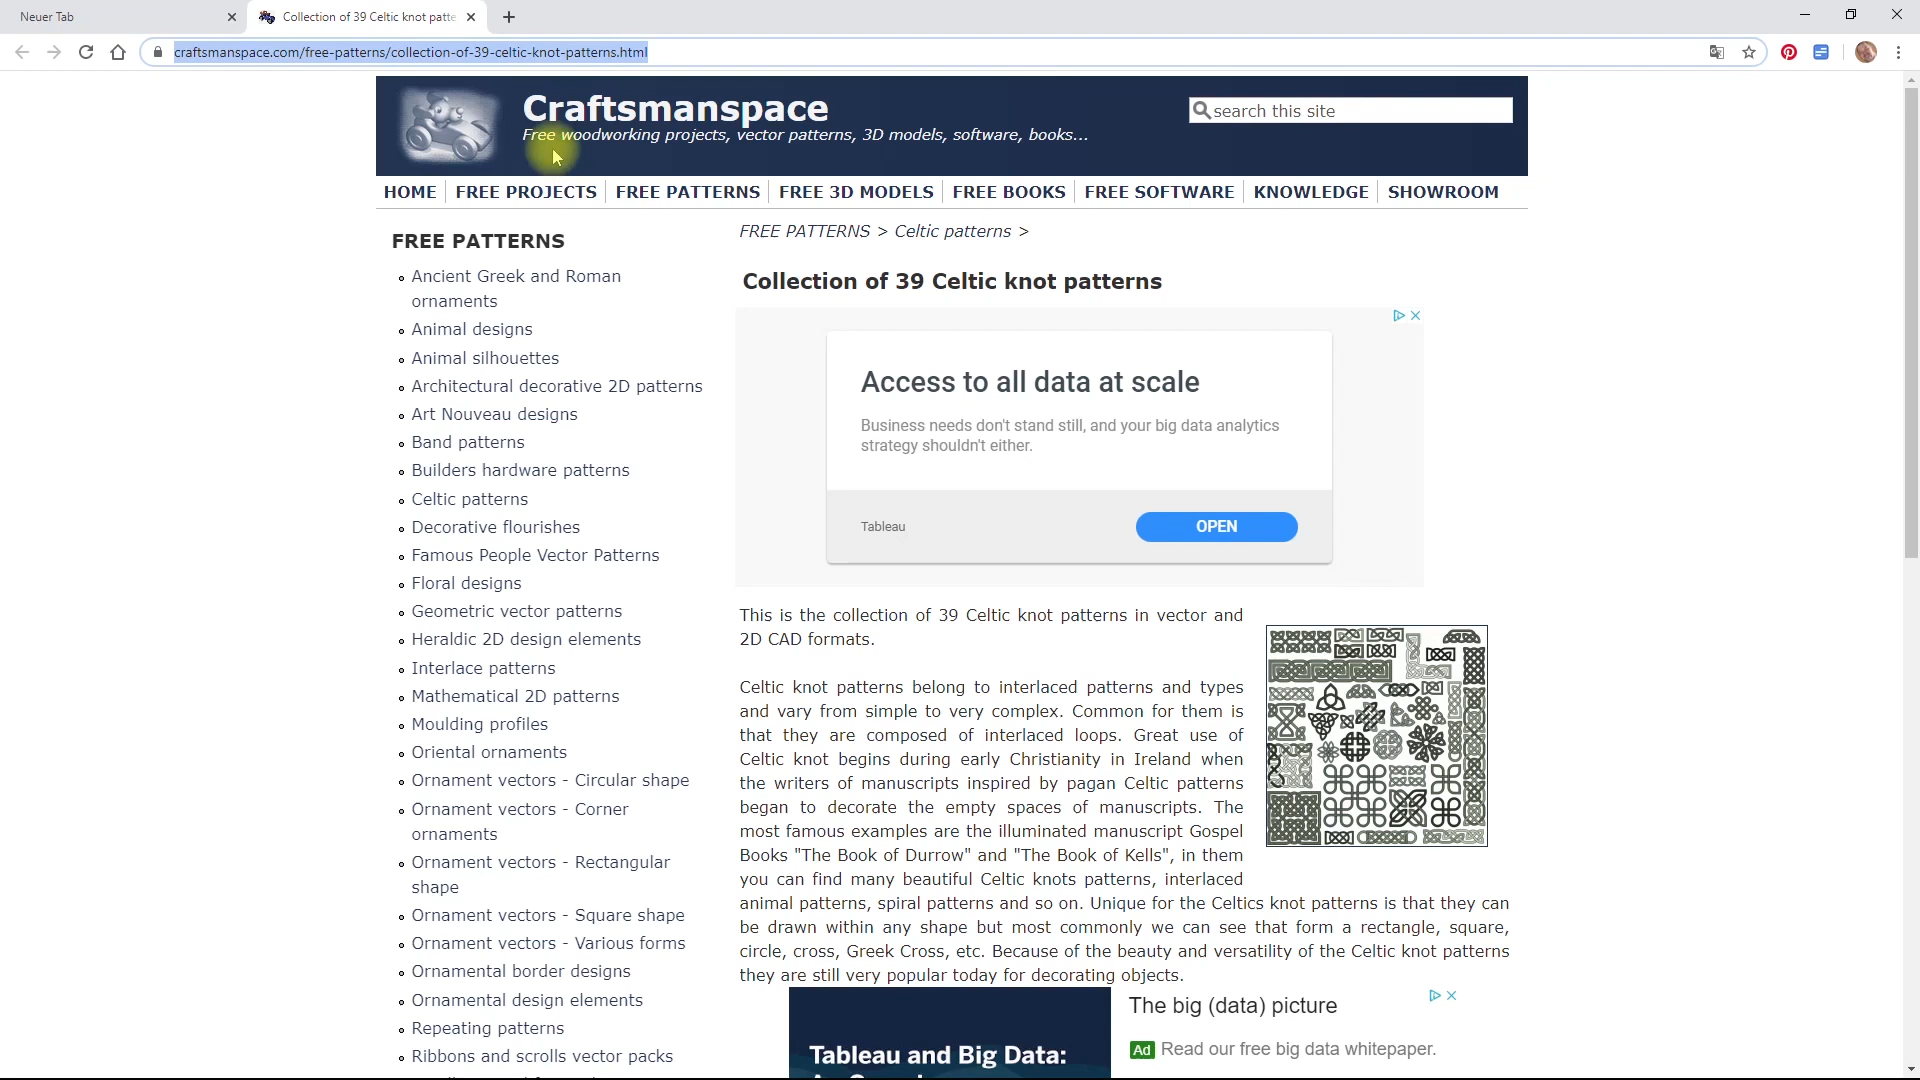 Neuer Tab
Collection of 39 Celtic knot patte
craftsmanspace.com/free-patterns/collection-of-39-celtic-knot-patterns.html
Craftsmanspace
Free woodworking projects, vector patterns, 3D models, software, books...
search this site
HOME
FREE PROJECTS
FREE PATTERNS
FREE 3D MODELS
FREE BOOKS
FREE SOFTWARE
KNOWLEDGE
SHOWROOM
FREE PATTERNS
Ancient Greek and Roman
ornaments
Animal designs
Animal silhouettes
Architectural decorative 2D patterns
Art Nouveau designs
Band patterns
Builders hardware patterns
Celtic patterns
Decorative flourishes
Famous People Vector Patterns
Floral designs
Geometric vector patterns
Heraldic 2D design elements
Interlace patterns
Mathematical 2D patterns
Moulding profiles
Oriental ornaments
Ornament vectors - Circular shape
Ornament vectors - Corner
ornaments
Ornament vectors - Rectangular
shape
Ornament vectors - Square shape
Ornament vectors - Various forms
Ornamental border designs
Ornamental design elements
Repeating patterns
Ribbons and scrolls vector packs
FREE PATTERNS > Celtic patterns >
Collection of 39 Celtic knot patterns
Access to all data at scale
Business needs don't stand still, and your big data analytics
strategy shouldn't either.
Tableau
OPEN
This is the collection of 39 Celtic knot patterns in vector and
2D CAD formats.
Celtic knot patterns belong to interlaced patterns and types
and vary from simple to very complex. Common for them is
that they are composed of interlaced loops. Great use of
Celtic knot begins during early Christianity in Ireland when
the writers of manuscripts inspired by pagan Celtic patterns
began to decorate the empty spaces of manuscripts. The
most famous examples are the illuminated manuscript Gospel
Books "The Book of Durrow" and "The Book of Kells", in them
you can find many beautiful Celtic knots patterns, interlaced
animal patterns, spiral patterns and so on. Unique for the Celtics knot patterns is that they can
be drawn within any shape but most commonly we can see that form a rectangle, square,
circle, cross, Greek Cross, etc. Because of the beauty and versatility of the Celtic knot patterns
they are still very popular today for decorating objects.
Tableau and Big Data:
The big (data) picture
Ad Read our free big data whitepaper.